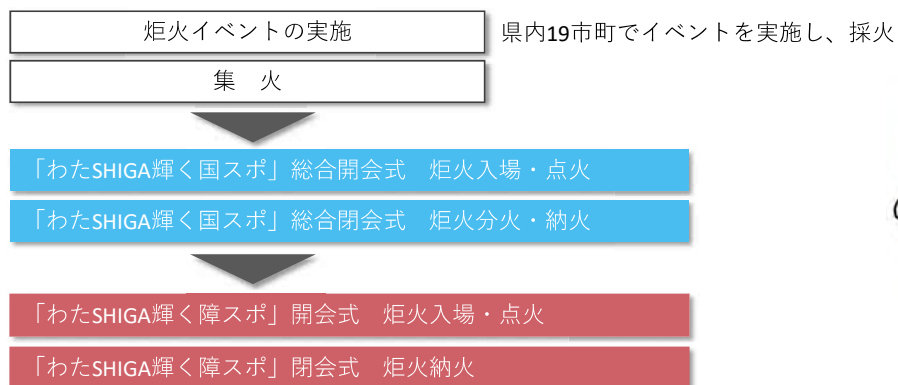 炬火イベントの実施　県内19市町でイベントを実施し、採火
集　火
「わたSHIGA輝く国スポ」総合開会式　炬火入場・点火
「わたSHIGA輝く国スポ」総合閉会式　炬火分火・納火
「わたSHIGA輝く障スポ」開会式　炬火入場・点火
「わたSHIGA輝く障スポ」閉会式　炬火納火